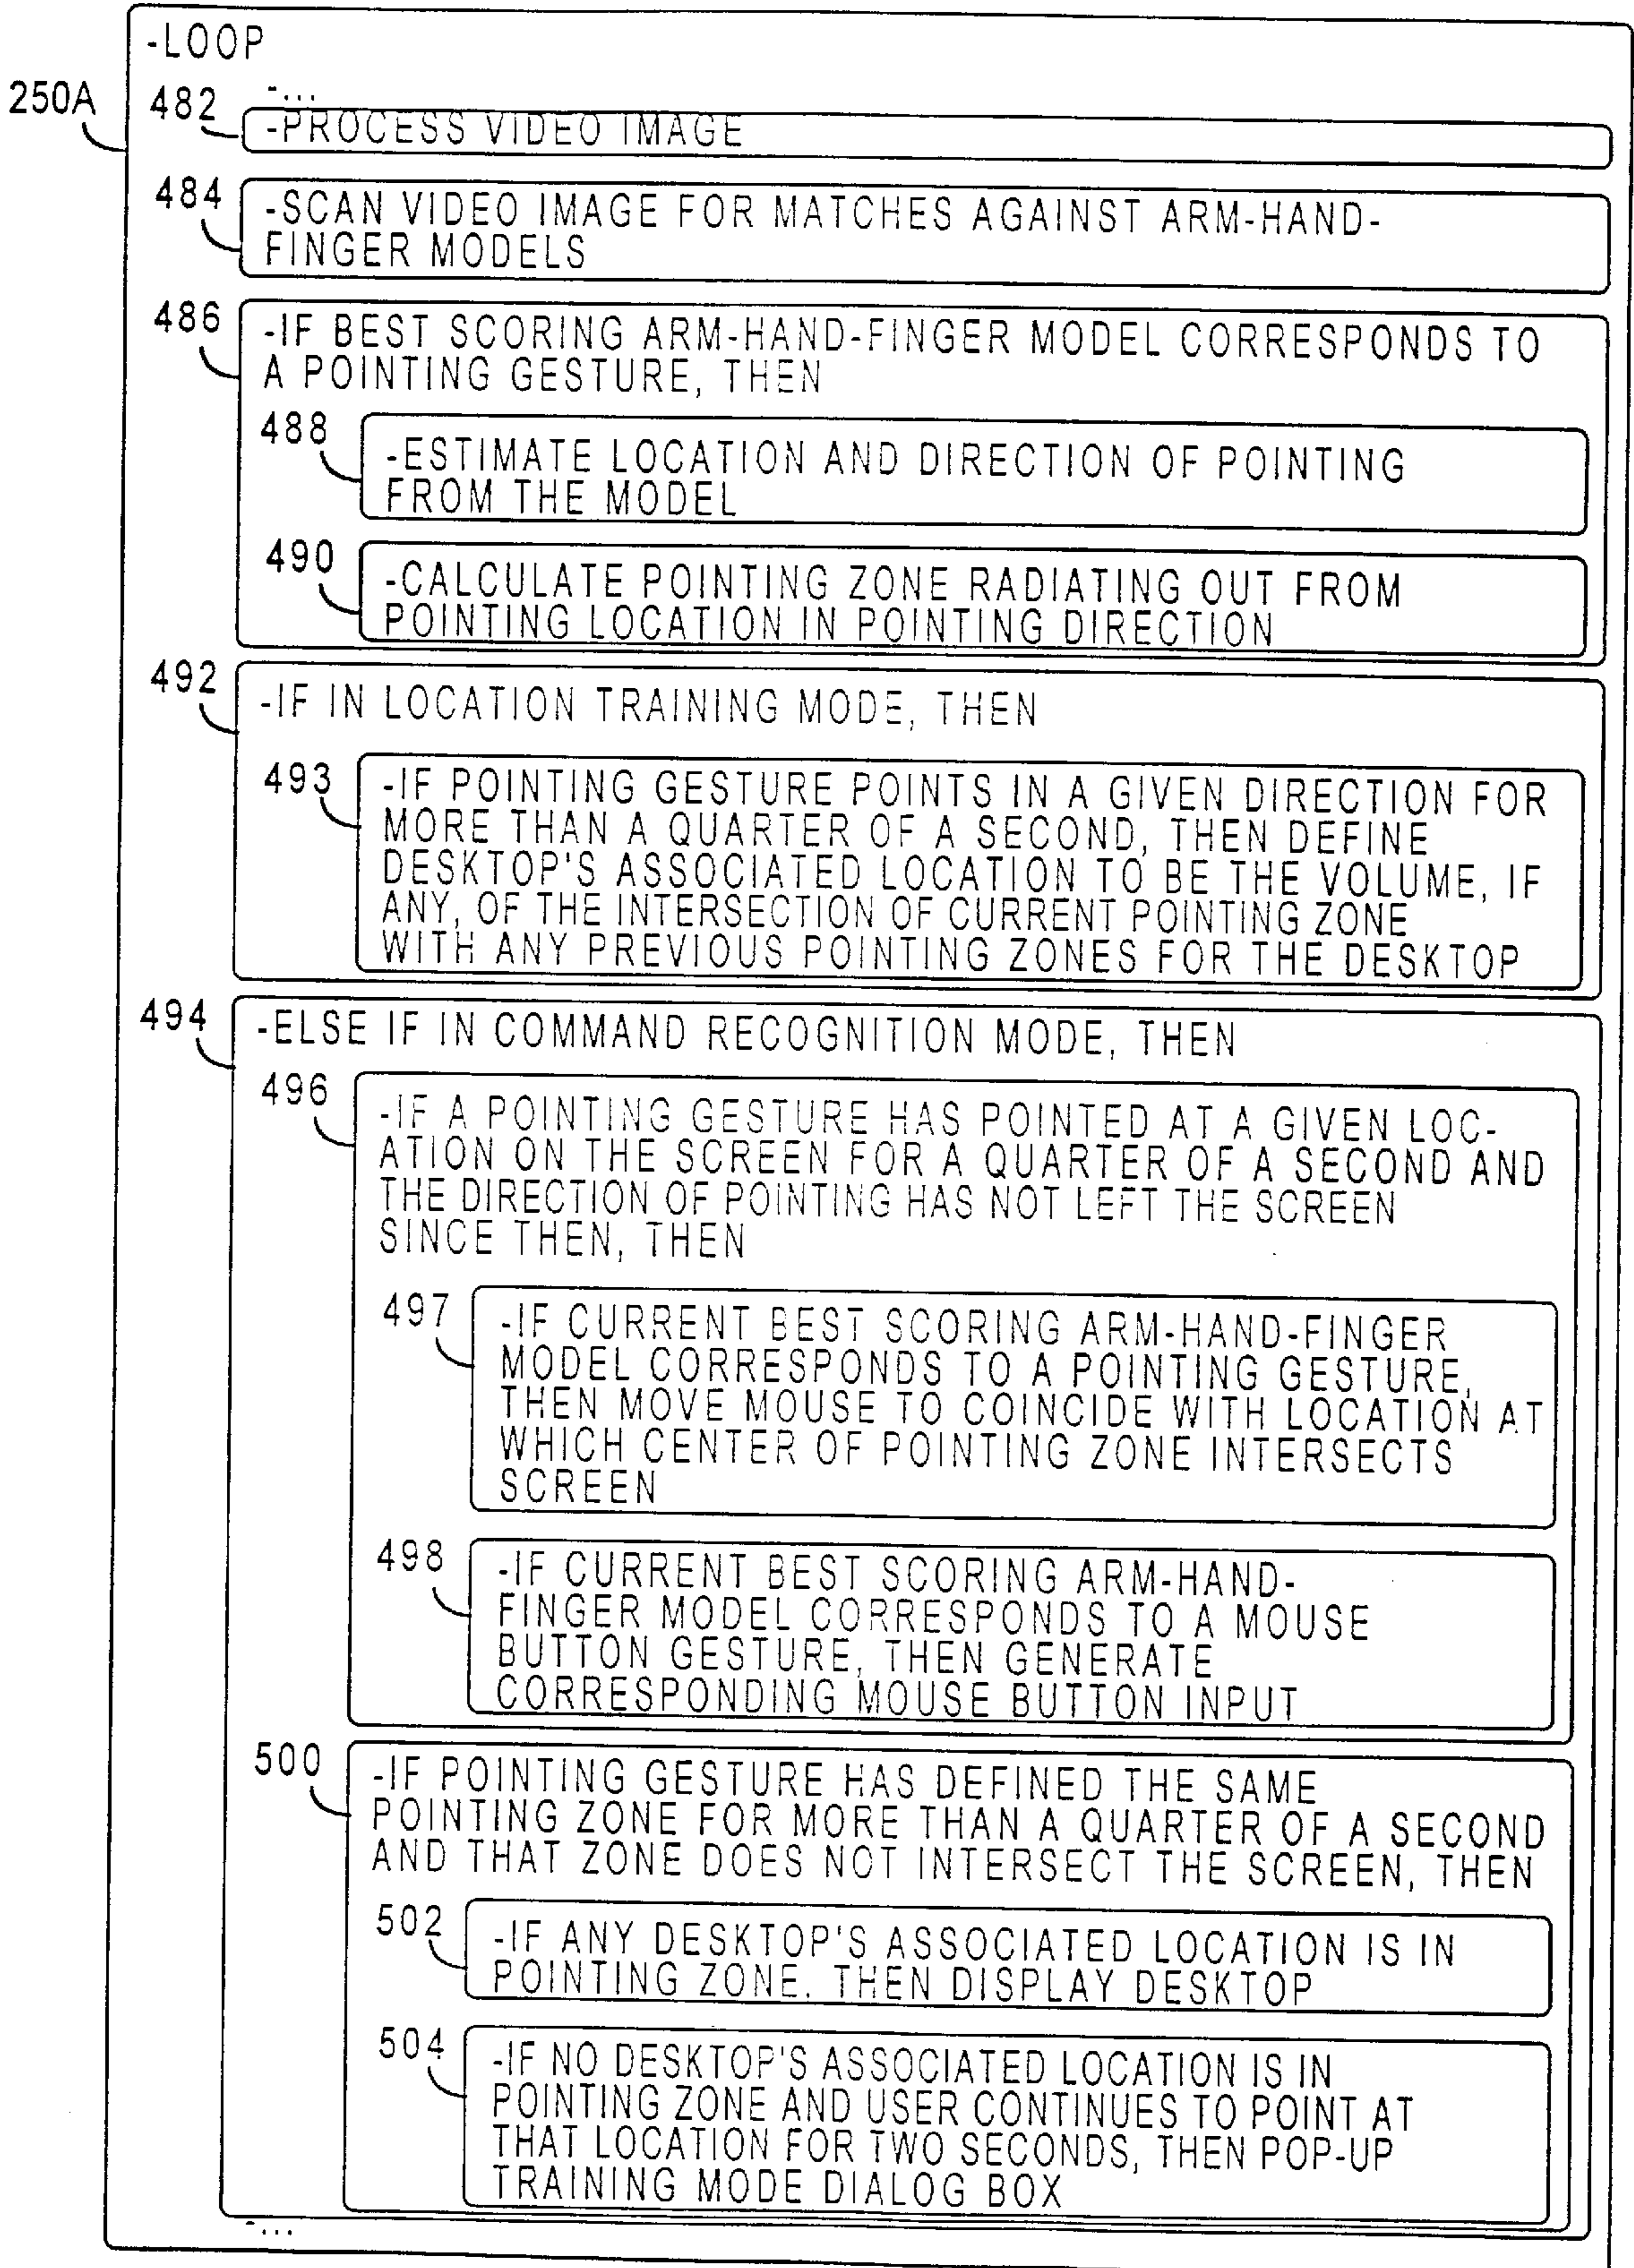 -LOOP
250A
-...
482
-PROCESS VIDEO IMAGE
484
-SCAN VIDEO IMAGE FOR MATCHES AGAINST ARM-HAND-
FINGER MODELS
486
-IF BEST SCORING ARM-HAND-FINGER MODEL CORRESPONDS TO
A POINTING GESTURE, THEN
488
-ESTIMATE LOCATION AND DIRECTION OF POINTING
FROM THE MODEL
490
-CALCULATE POINTING ZONE RADIATING OUT FROM
POINTING LOCATION IN POINTING DIRECTION
492
-IF IN LOCATION TRAINING MODE, THEN
493
-IF POINTING GESTURE POINTS IN A GIVEN DIRECTION FOR
MORE THAN A QUARTER OF A SECOND, THEN DEFINE
DESKTOP'S ASSOCIATED LOCATION TO BE THE VOLUME, IF
ANY, OF THE INTERSECTION OF CURRENT POINTING ZONE
WITH ANY PREVIOUS POINTING ZONES FOR THE DESKTOP
494
-ELSE IF IN COMMAND RECOGNITION MODE, THEN
496
-IF A POINTING GESTURE HAS POINTED AT A GIVEN LOC-
ATION ON THE SCREEN FOR A QUARTER OF A SECOND AND
THE DIRECTION OF POINTING HAS NOT LEFT THE SCREEN
SINCE THEN, THEN
497
-IF CURRENT BEST SCORING ARM-HAND-FINGER
MODEL CORRESPONDS TO A POINTING GESTURE,
THEN MOVE MOUSE TO COINCIDE WITH LOCATION AT
WHICH CENTER OF POINTING ZONE INTERSECTS
SCREEN
498
-IF CURRENT BEST SCORING ARM-HAND-
FINGER MODEL CORRESPONDS TO A MOUSE
BUTTON GESTURE, THEN GENERATE
CORRESPONDING MOUSE BUTTON INPUT
500
-IF POINTING GESTURE HAS DEFINED THE SAME
POINTING ZONE FOR MORE THAN A QUARTER OF A SECOND
AND THAT ZONE DOES NOT INTERSECT THE SCREEN, THEN
502
-IF ANY DESKTOP'S ASSOCIATED LOCATION IS IN
POINTING ZONE. THEN DISPLAY DESKTOP
504
-IF NO DESKTOP'S ASSOCIATED LOCATION IS IN
POINTING ZONE AND USER CONTINUES TO POINT AT
THAT LOCATION FOR TWO SECONDS, THEN POP-UP
TRAINING MODE DIALOG BOX
-...